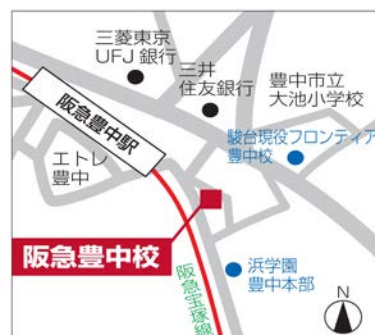 三菱東京
UFJ 銀行
三井
住友銀行
豊中市立
大池小学校
阪急豊中駅
駿台現役フロンティア
豊中校
エトレ
豊中
阪急豊中校
浜学園
豊中本部
阪急宝塚線
N